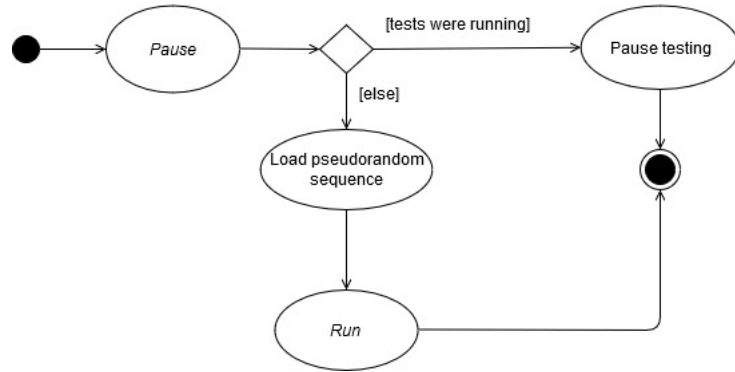 [tests were running]
Pause
Pause testing
[else]
Load pseudorandom
sequence
Run